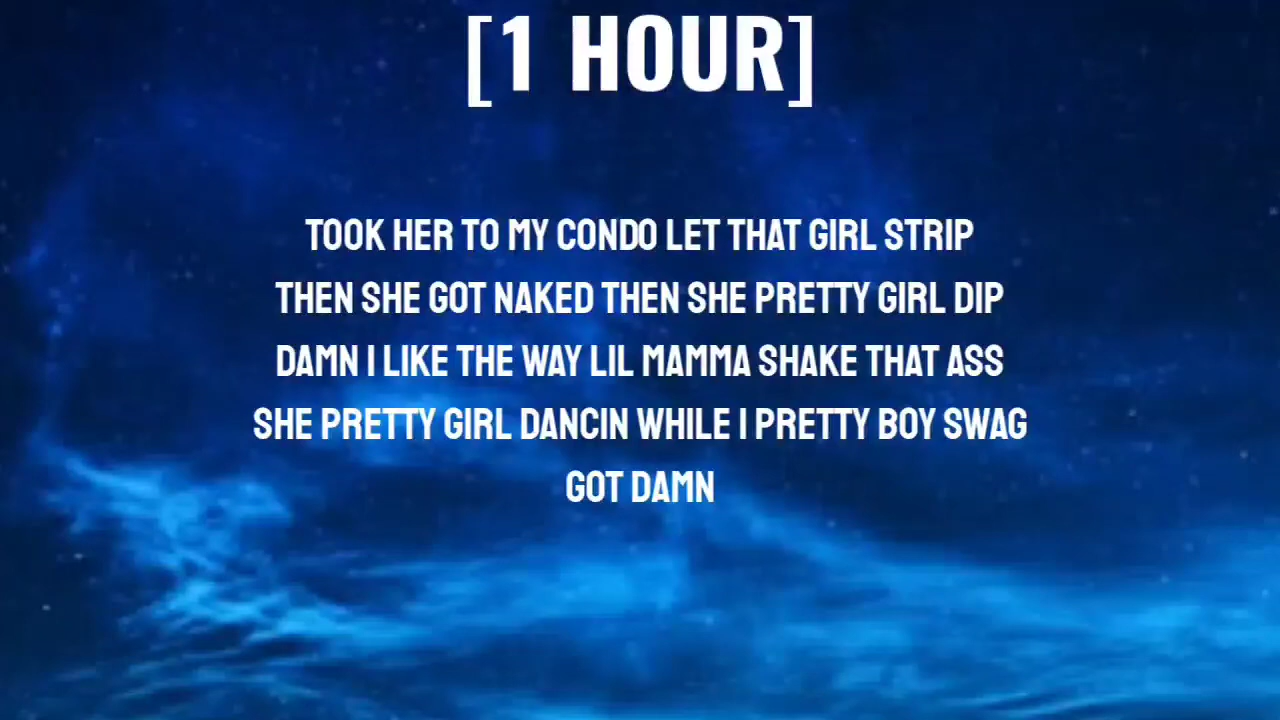 [1 HOUR]
TOOK HER TO MY CONDO LET THAT GIRL STRIP
THEN SHE GOT NAKED THEN SHE PRETTY GIRL DIP
DAMN I LIKE THE WAY LIL MAMMA SHAKE THAT ASS
SHE PRETTY GIRL DANCIN WHILE I PRETTY BOY SWAG
GOT DAMN